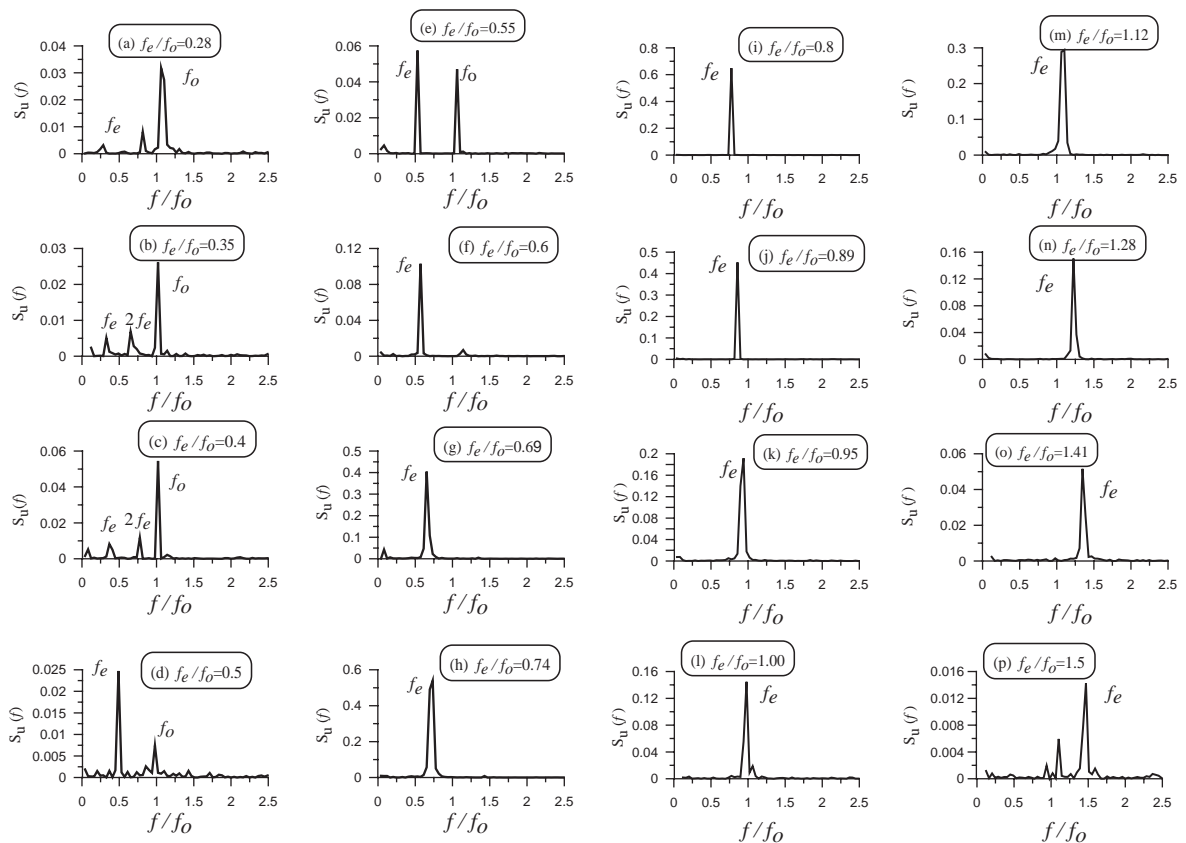 (a) fe/fo=0.28
0.04
0.03
0.02
0.01
0
Su(f)
fe
fo
0 0.5 1 1.5 2 2.5
f/fo
(b) fe/fo=0.35
0.03
0.02
0.01
0
Su(f)
fe 2fe
fo
0 0.5 1 1.5 2 2.5
f/fo
(c) fe/fo=0.4
0.06
0.04
0.02
0
Su(f)
fe 2fe
fo
0 0.5 1 1.5 2 2.5
f/fo
(d) fe/fo=0.5
0.025
0.02
0.015
0.01
0.005
0
Su(f)
fe
fo
0 0.5 1 1.5 2 2.5
f/fo
(e) fe/fo=0.55
0.06
0.04
0.02
0
Su(f)
fe fo
0 0.5 1 1.5 2 2.5
f/fo
(f) fe/fo=0.6
0.12
0.08
0.04
0
Su(f)
fe
0 0.5 1 1.5 2 2.5
f/fo
(g) fe/fo=0.69
0.5
0.4
0.3
0.2
0.1
0
Su(f)
fe
0 0.5 1 1.5 2 2.5
f/fo
(h) fe/fo=0.74
0.6
0.4
0.2
0
Su(f)
fe
0 0.5 1 1.5 2 2.5
f/fo
(i) fe/fo=0.8
0.8
0.6
0.4
0.2
0
Su(f)
fe
0 0.5 1 1.5 2 2.5
f/fo
(j) fe/fo=0.89
0.5
0.4
0.3
0.2
0.1
0
Su(f)
fe
0 0.5 1 1.5 2 2.5
f/fo
(k) fe/fo=0.95
0.2
0.16
0.12
0.08
0.04
0
Su(f)
fe
0 0.5 1 1.5 2 2.5
f/fo
(l) fe/fo=1.00
0.16
0.12
0.08
0.04
0
Su(f)
fe
0 0.5 1 1.5 2 2.5
f/fo
(m) fe/fo=1.12
0.3
0.2
0.1
0
Su(f)
fe
0 0.5 1 1.5 2 2.5
f/fo
(n) fe/fo=1.28
0.16
0.12
0.08
0.04
0
Su(f)
fe
0 0.5 1 1.5 2 2.5
f/fo
(o) fe/fo=1.41
0.06
0.04
0.02
0
Su(f)
fe
0 0.5 1 1.5 2 2.5
f/fo
(p) fe/fo=1.5
0.016
0.012
0.008
0.004
0
Su(f)
fe
0 0.5 1 1.5 2 2.5
f/fo